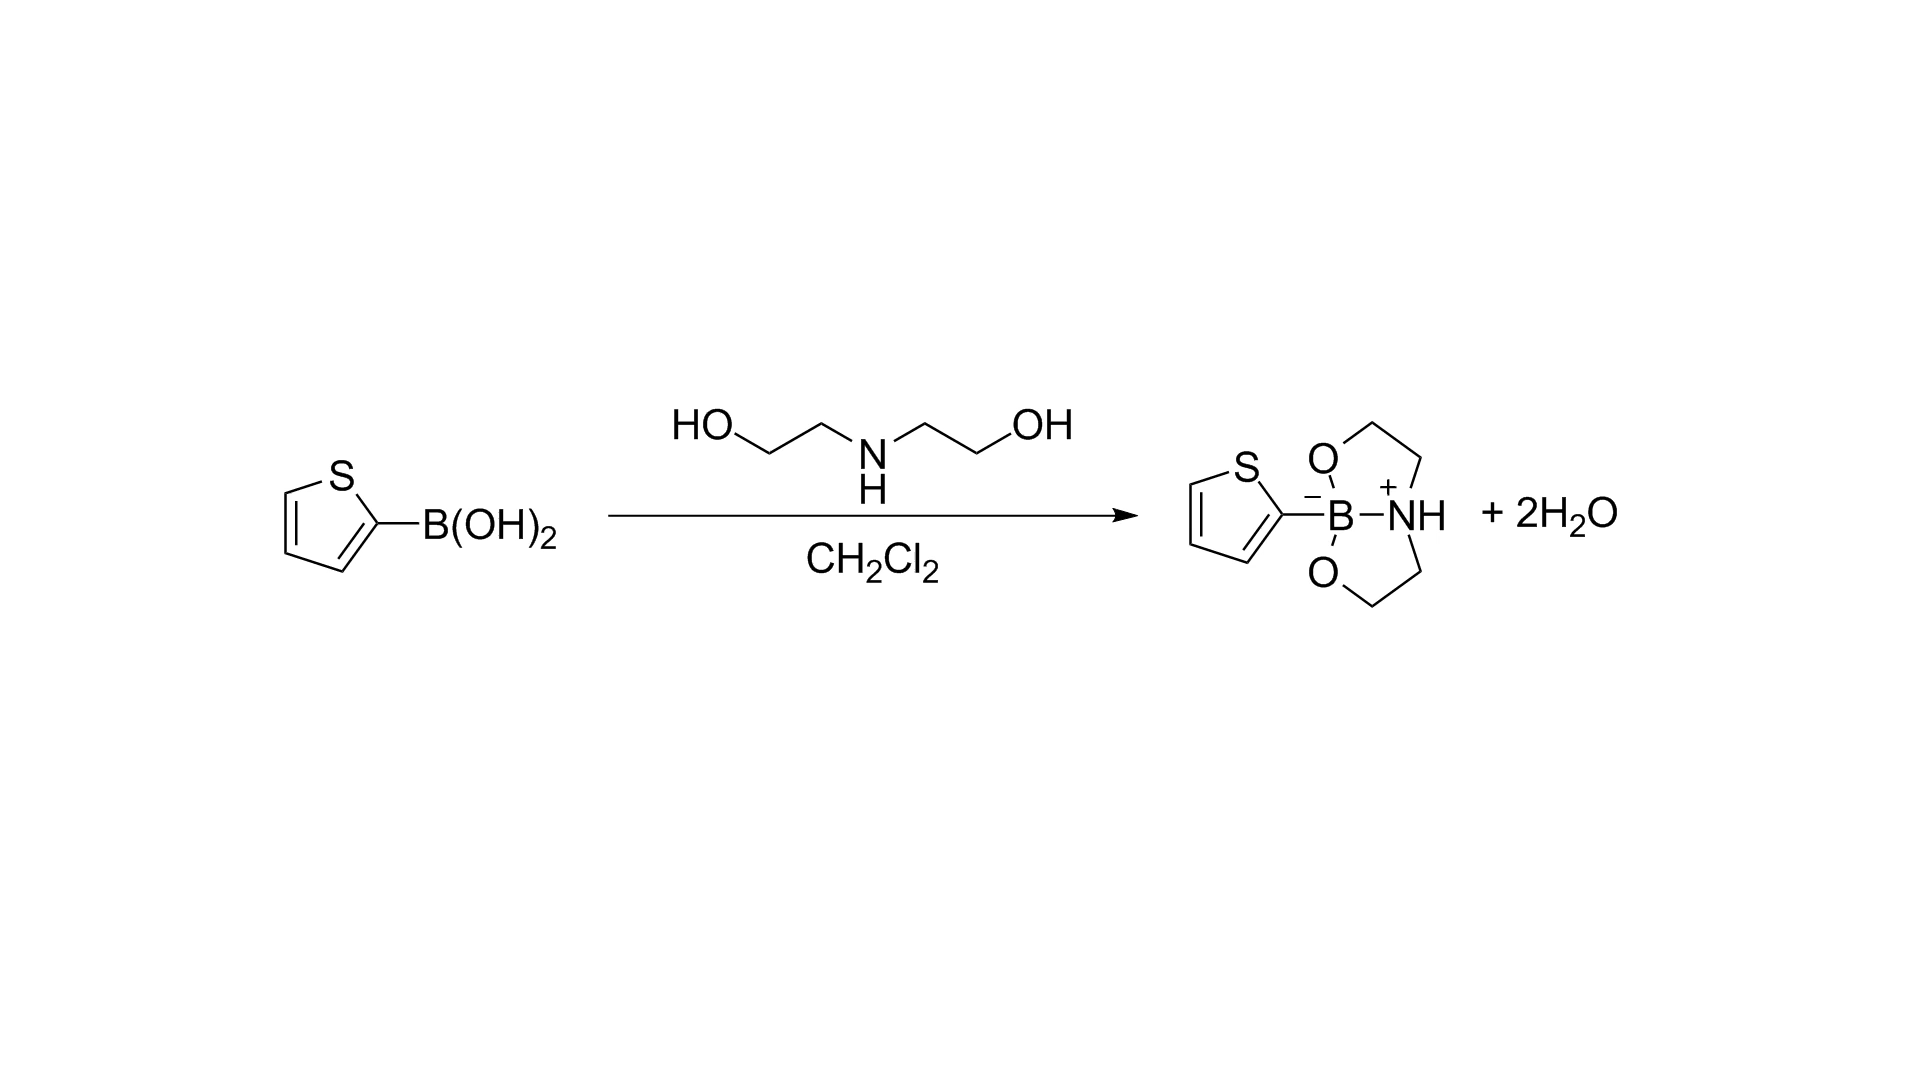 HO
OH
N
H
S
B(OH)₂
CH₂Cl₂
O
S
− B
+ NH
O
+ 2H₂O